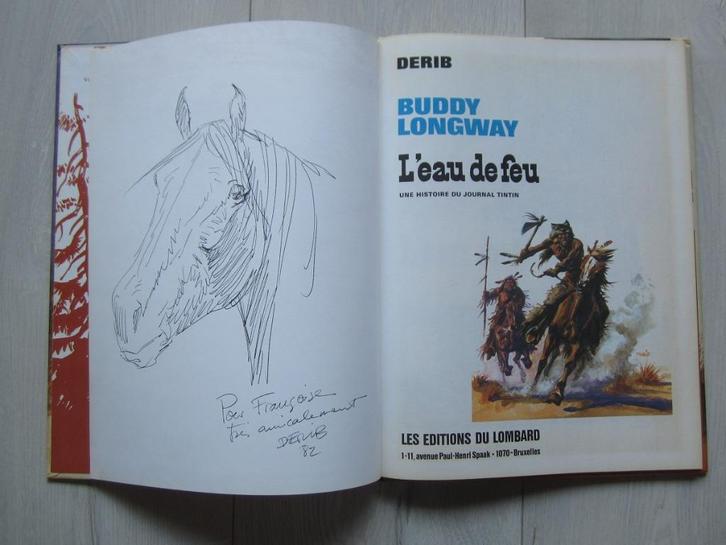 Pour Françoise
très amicalement
DERIB
82
DERIB
BUDDY
LONGWAY
L'eau de feu
UNE HISTOIRE DU JOURNAL TINTIN
LES EDITIONS DU LOMBARD
1-11, avenue Paul-Henri Spaak • 1070-Bruxelles